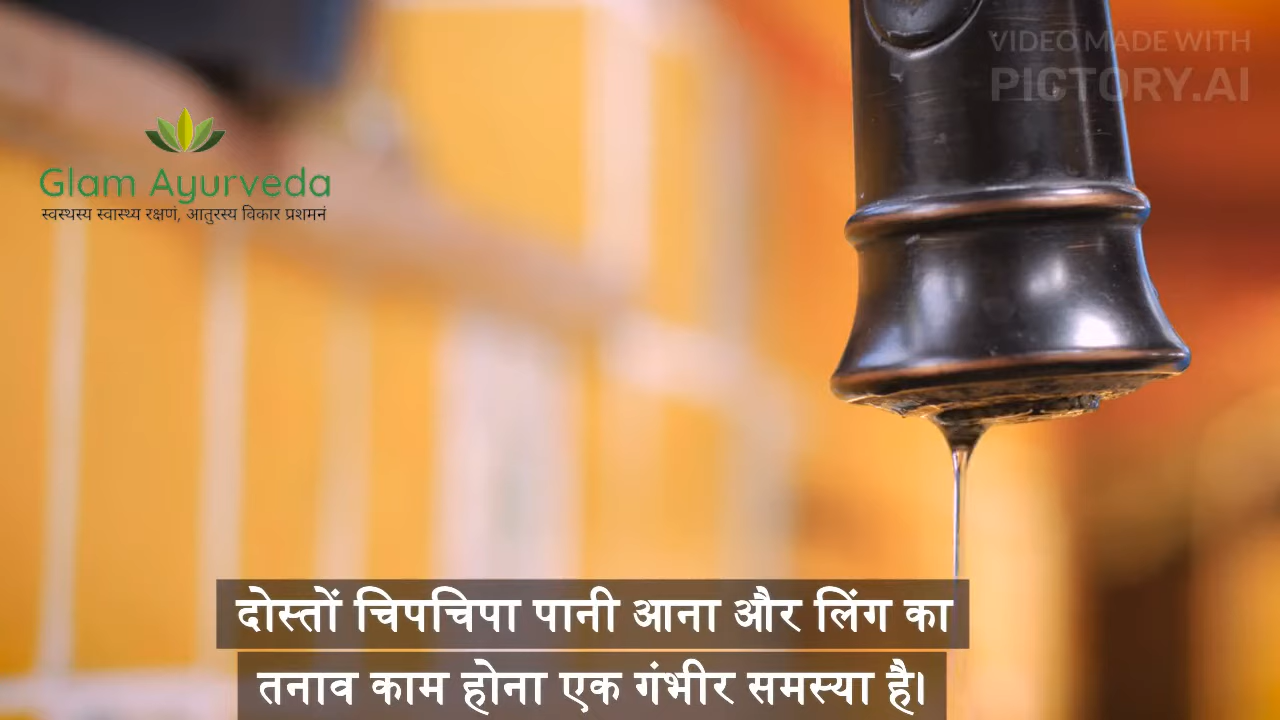 VIDEO MADE WITH
PICTORY.AI
Glam Ayurveda
स्वस्थस्य स्वास्थ्य रक्षणं, आतुरस्य विकार प्रशमनं
दोस्तों चिपचिपा पानी आना और लिंग का
तनाव काम होना एक गंभीर समस्या है।